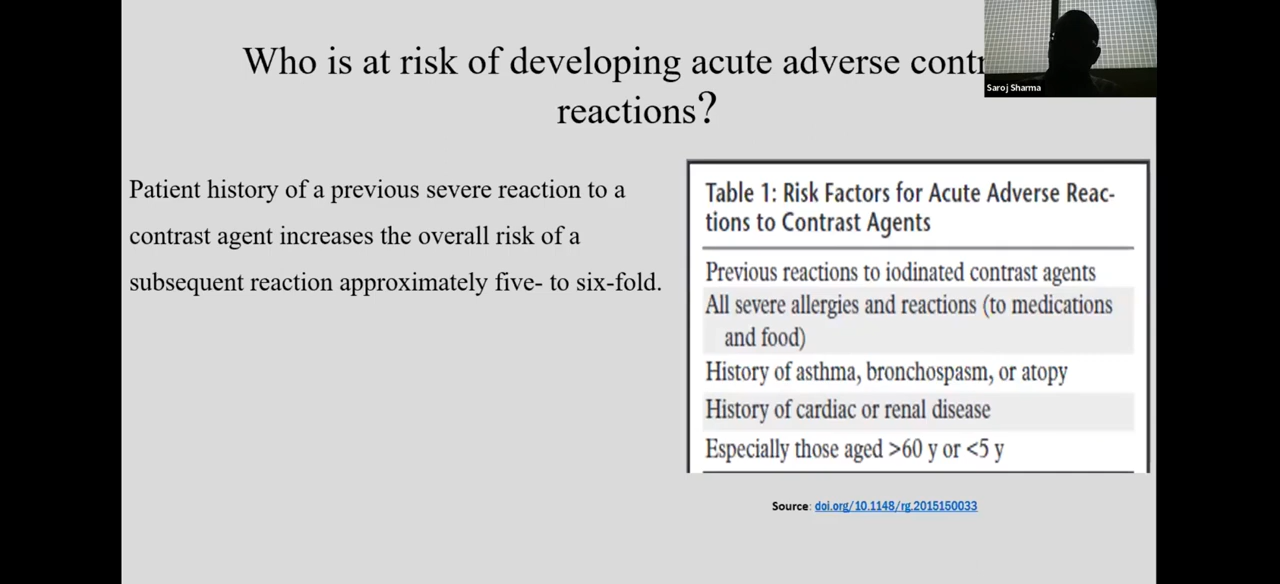 Who is at risk of developing acute adverse
reactions?
Saroj Sharma
Patient history of a previous severe reaction to a
contrast agent increases the overall risk of a
subsequent reaction approximately five- to six-fold.
Table 1: Risk Factors for Acute Adverse Reac-
tions to Contrast Agents
Previous reactions to iodinated contrast agents
All severe allergies and reactions (to medications
and food)
History of asthma, bronchospasm, or atopy
History of cardiac or renal disease
Especially those aged >60 y or <5 y
Source: doi.org/10.1148/rg.2015150033